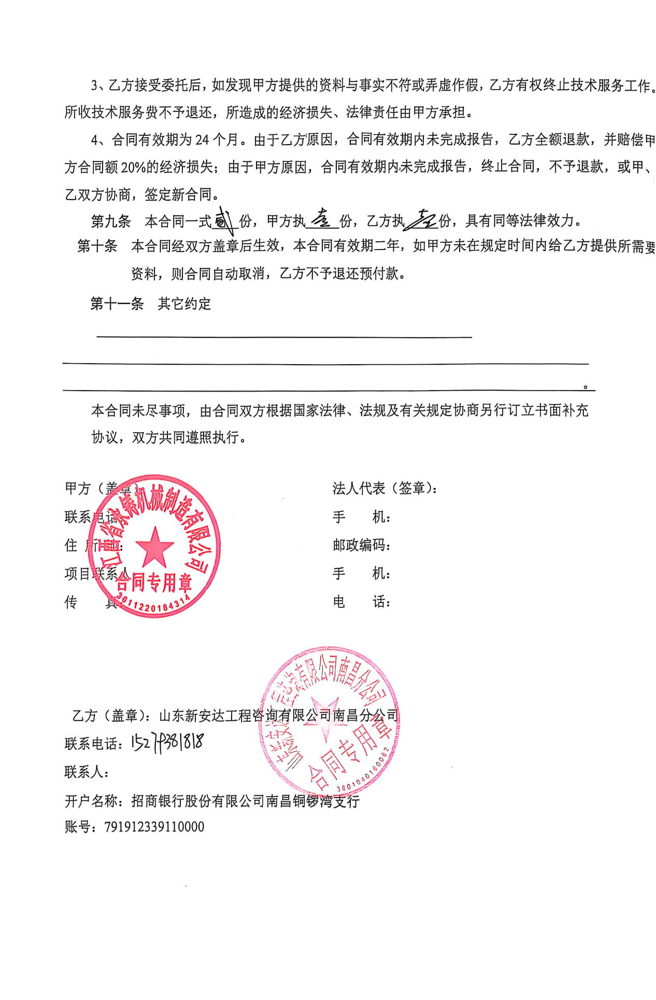 3、乙方接受委托后，如发现甲方提供的资料与事实不符或弄虚作假，乙方有权终止技术服务工作。
所收技术服务费不予退还，所造成的经济损失、法律责任由甲方承担。
4、合同有效期为 24 个月。由于乙方原因，合同有效期内未完成报告，乙方全额退款，并赔偿甲
方合同额 20%的经济损失；由于甲方原因，合同有效期内未完成报告，终止合同，不予退款，或甲、
乙双方协商，签定新合同。
第九条 本合同一式贰份，甲方执壹份，乙方执壹份，具有同等法律效力。
第十条 本合同经双方盖章后生效，本合同有效期二年，如甲方未在规定时间内给乙方提供所需要
资料，则合同自动取消，乙方不予退还预付款。
第十一条 其它约定
。
本合同未尽事项，由合同双方根据国家法律、法规及有关规定协商另行订立书面补充
协议，双方共同遵照执行。
甲方（盖章） 法人代表（签章）：
联系电话 手 机：
住 所 地： 邮政编码：
项目联系人 手 机：
传 真： 电 话：
江西省永铸机械制造有限公司
合同专用章
3611220184314
乙方（盖章）：山东新安达工程咨询有限公司南昌分公司
联系电话：15279381818
联系人：
开户名称：招商银行股份有限公司南昌铜锣湾支行
账号：791912339110000
山东新安达工程咨询有限公司南昌分公司
合同专用章
3601040160082